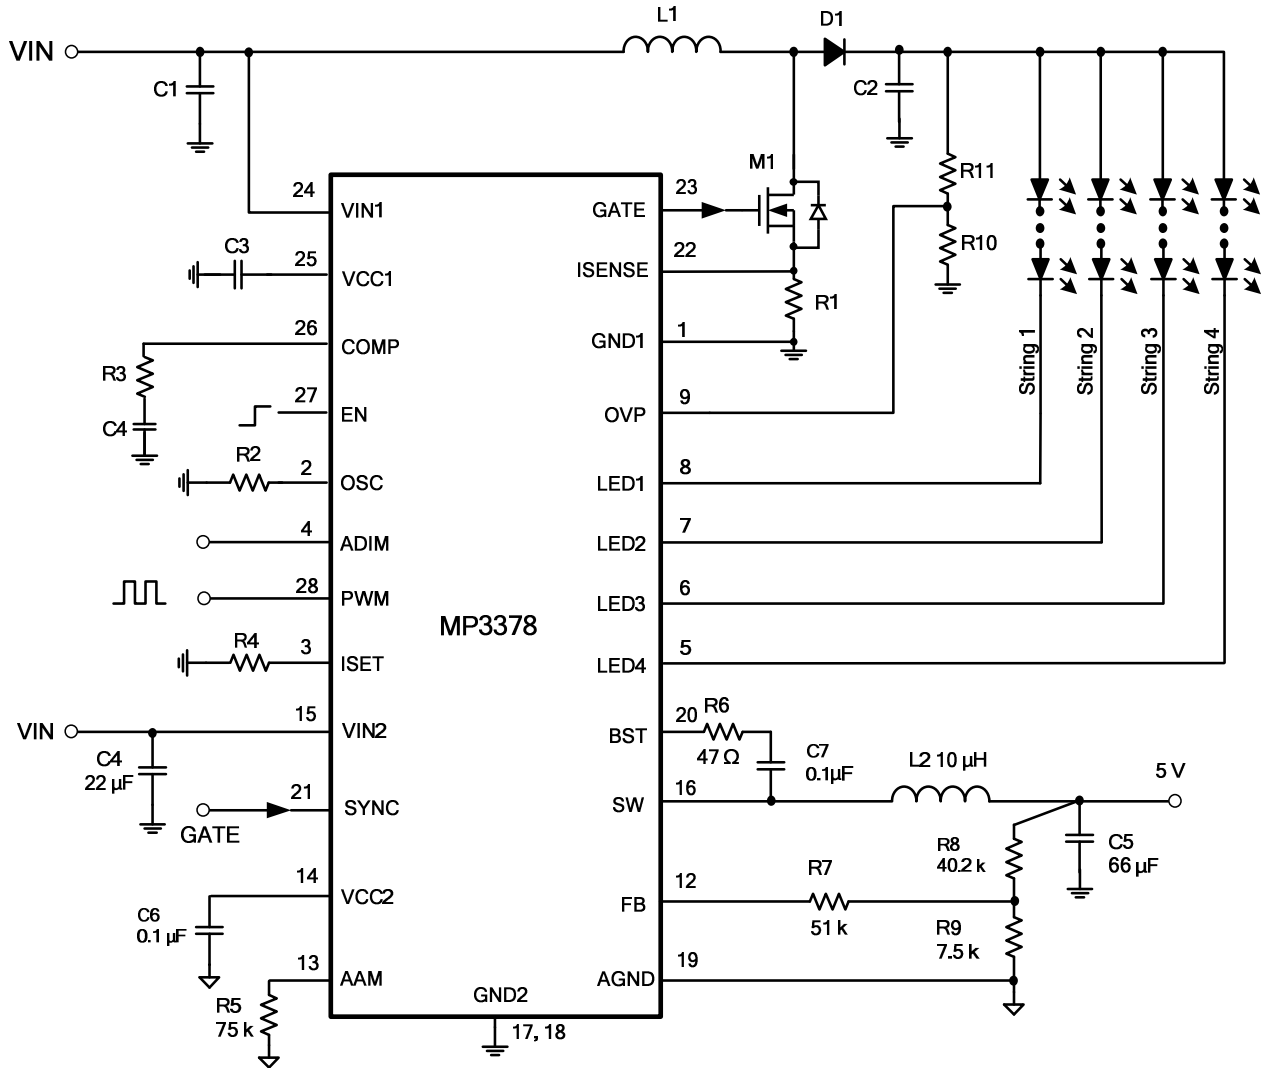 L1
D1
VIN
C1
C2
M1
R11
24
VIN1
23
GATE
R10
C3
25
VCC1
22
ISENSE
R1
26
COMP
1
GND1
String 1
String 2
String 3
String 4
R3
C4
27
EN
9
OVP
R2
2
OSC
8
LED1
4
ADIM
7
LED2
28
PWM
6
LED3
MP3378
R4
3
ISET
5
LED4
VIN
15
VIN2
20
R6
BST
47 Ω
C4
22 µF
C7
0.1µF
L2 10 µH
5 V
21
SYNC
GATE
16
SW
R8
40.2 k
C5
66 µF
14
VCC2
12
FB
R7
51 k
C6
0.1 µF
R9
7.5 k
13
AAM
19
AGND
R5
75 k
GND2
17, 18